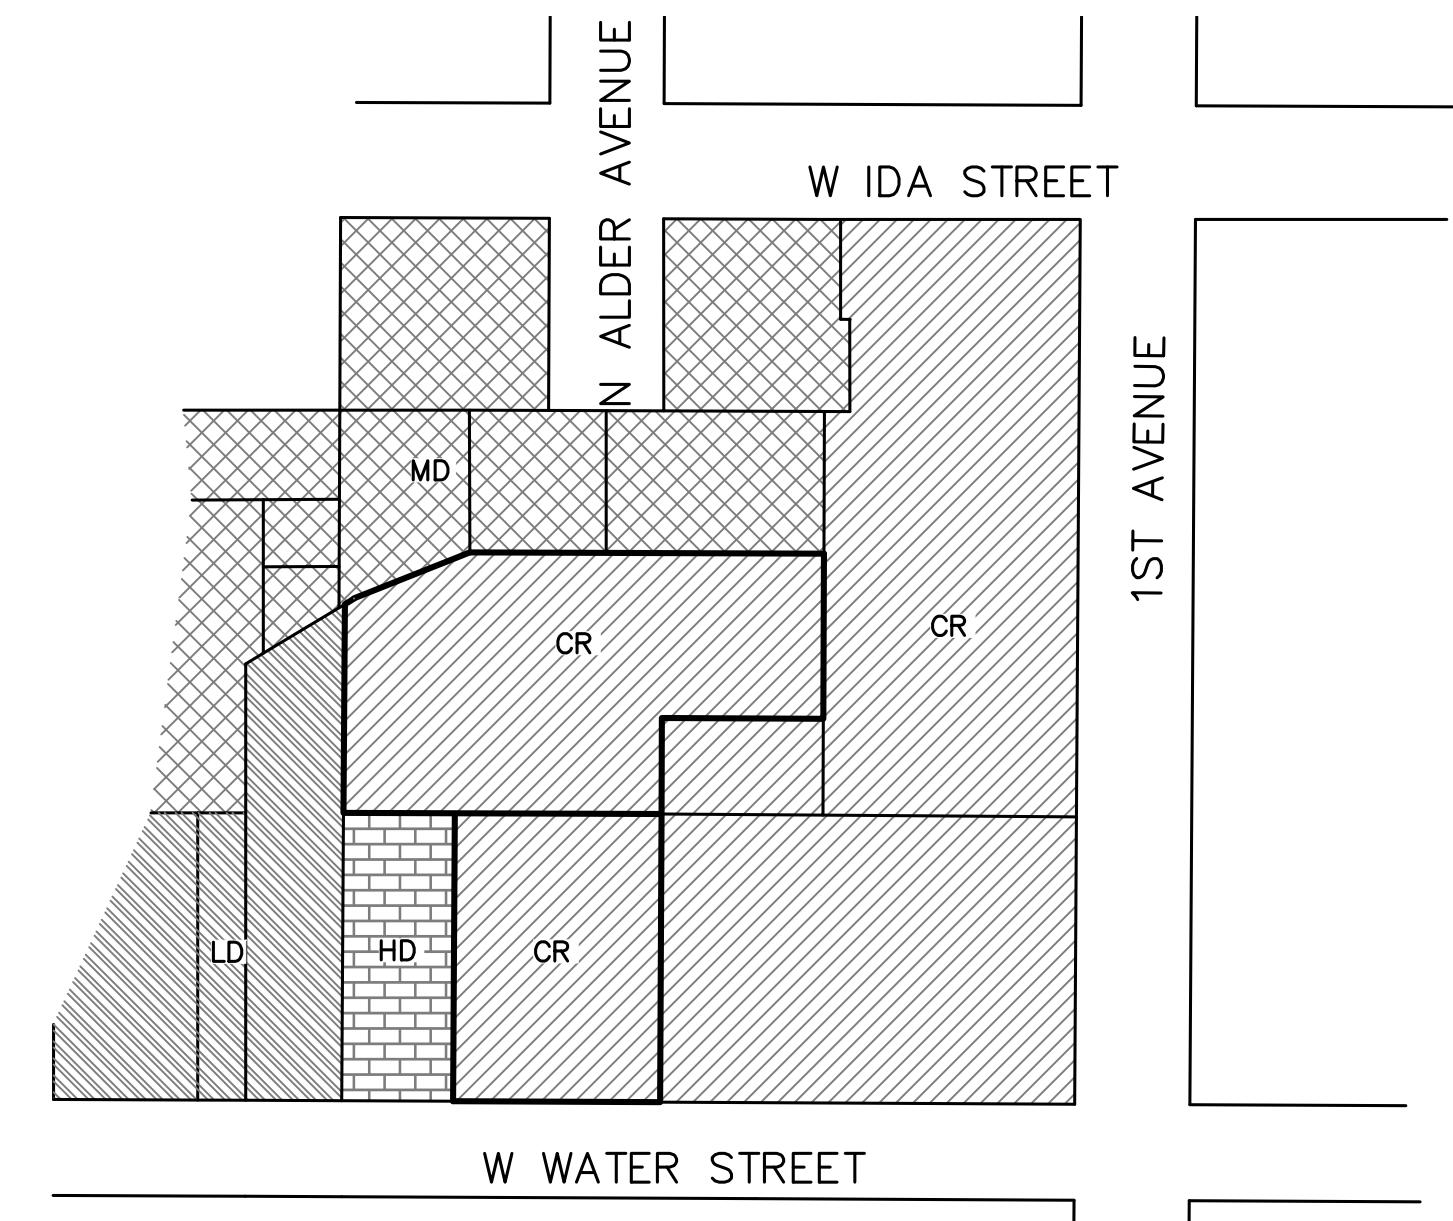 N ALDER AVENUE
W IDA STREET
1ST AVENUE
MD
CR
CR
LD
HD
CR
W WATER STREET